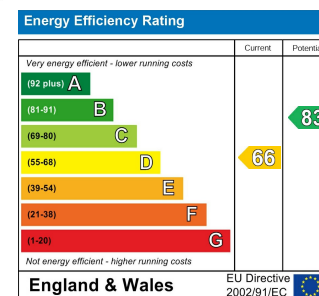 Energy Efficiency Rating
Current Potentia
Very energy efficient - lower running costs
(92 plus) A
(81-91) B
83
(69-80) C
(55-68) D
66
(39-54) E
(21-38) F
(1-20) G
Not energy efficient - higher running costs
England & Wales
EU Directive
2002/91/EC